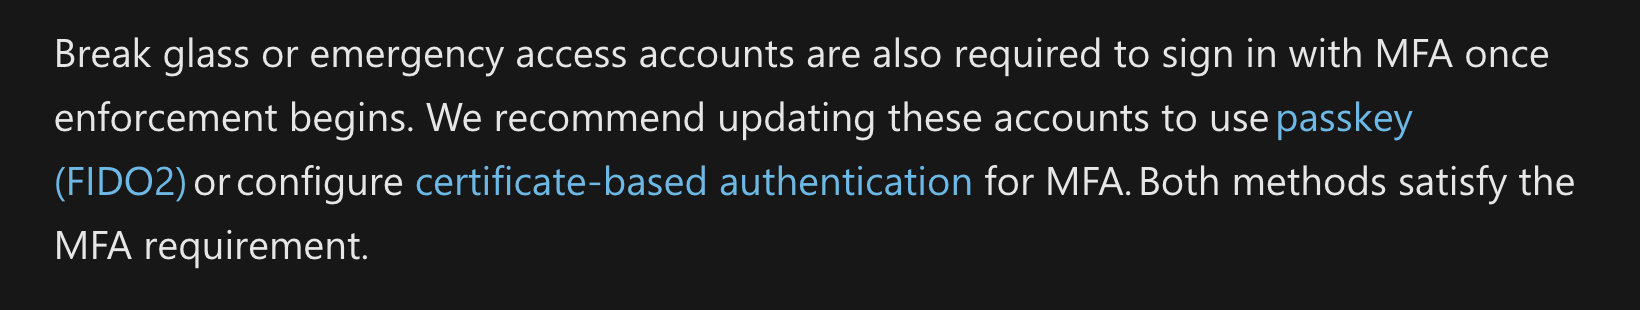 Break glass or emergency access accounts are also required to sign in with MFA once
enforcement begins. We recommend updating these accounts to use passkey
(FIDO2) or configure certificate-based authentication for MFA. Both methods satisfy the
MFA requirement.